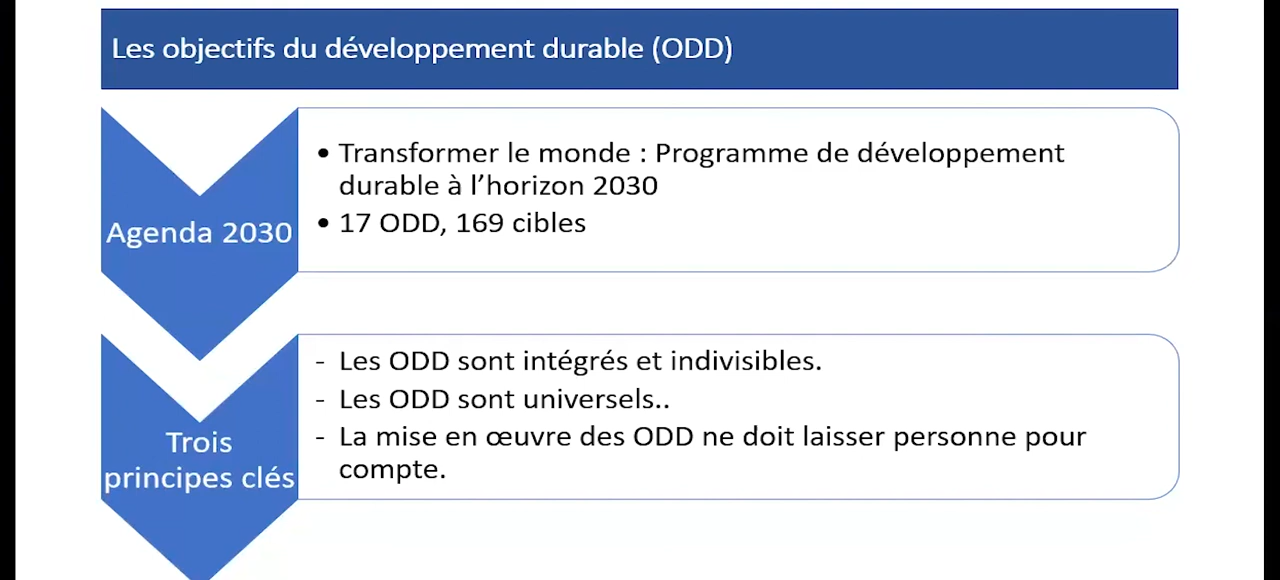 Les objectifs du développement durable (ODD)
Agenda 2030
• Transformer le monde : Programme de développement
durable à l’horizon 2030
• 17 ODD, 169 cibles
Trois
principes clés
- Les ODD sont intégrés et indivisibles.
- Les ODD sont universels..
- La mise en œuvre des ODD ne doit laisser personne pour
compte.